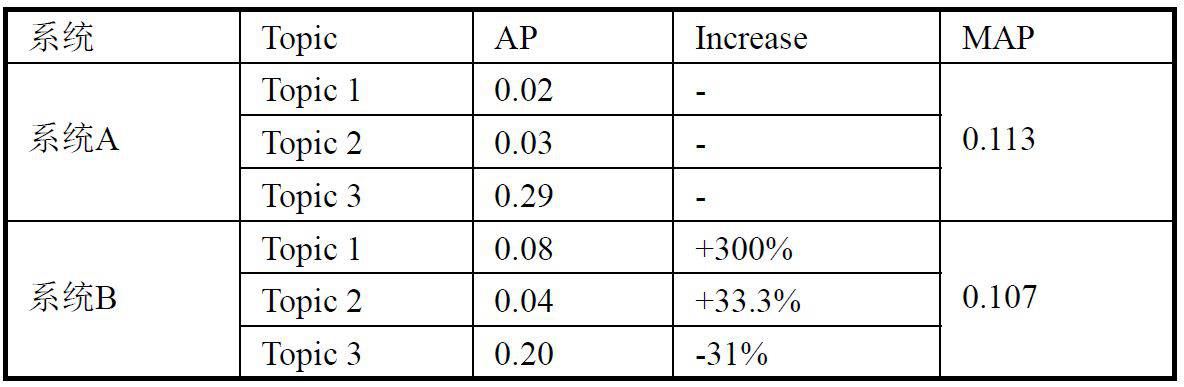 系统 Topic AP Increase MAP
系统A Topic 1 0.02 - 0.113
Topic 2 0.03 -
Topic 3 0.29 -
系统B Topic 1 0.08 +300% 0.107
Topic 2 0.04 +33.3%
Topic 3 0.20 -31%